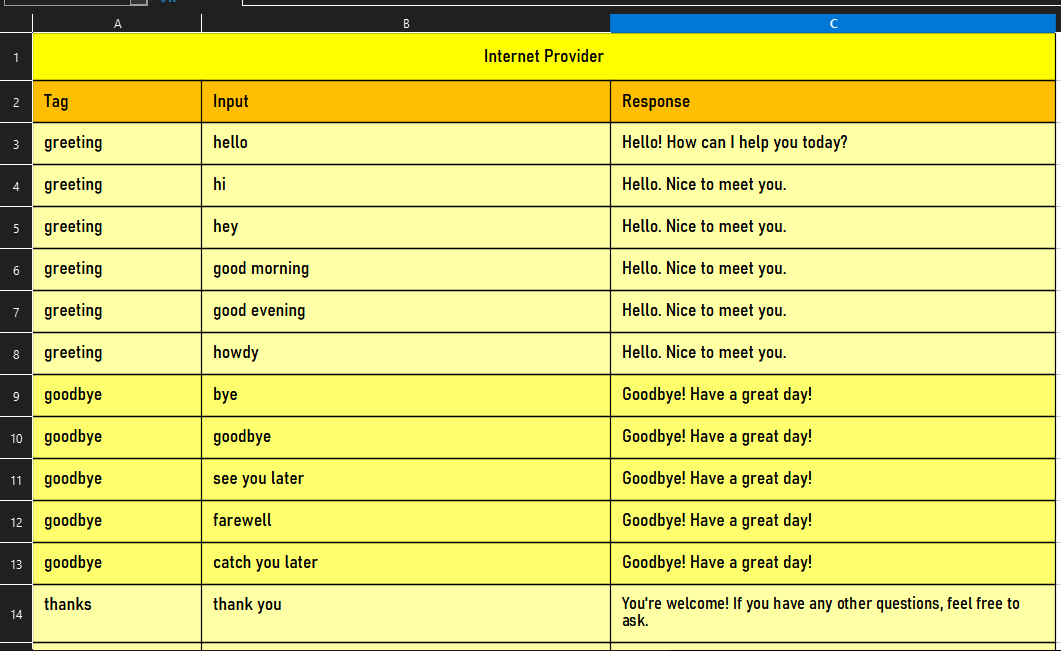 A B C
1 Internet Provider
2 Tag Input Response
3 greeting hello Hello! How can I help you today?
4 greeting hi Hello. Nice to meet you.
5 greeting hey Hello. Nice to meet you.
6 greeting good morning Hello. Nice to meet you.
7 greeting good evening Hello. Nice to meet you.
8 greeting howdy Hello. Nice to meet you.
9 goodbye bye Goodbye! Have a great day!
10 goodbye goodbye Goodbye! Have a great day!
11 goodbye see you later Goodbye! Have a great day!
12 goodbye farewell Goodbye! Have a great day!
13 goodbye catch you later Goodbye! Have a great day!
14 thanks thank you You're welcome! If you have any other questions, feel free to
ask.